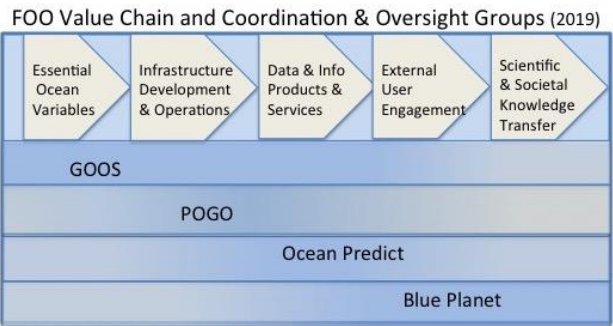 FOO Value Chain and Coordination & Oversight Groups (2019)
Essential
Ocean
Variables
Infrastructure
Development
& Operations
Data & Info
Products &
Services
External
User
Engagement
Scientific
& Societal
Knowledge
Transfer
GOOS
POGO
Ocean Predict
Blue Planet